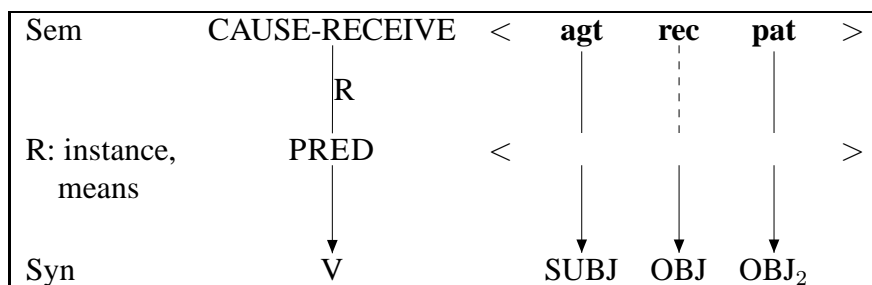 Sem CAUSE-RECEIVE < agt rec pat >
R
R: instance, PRED < >
means
Syn V SUBJ OBJ OBJ₂